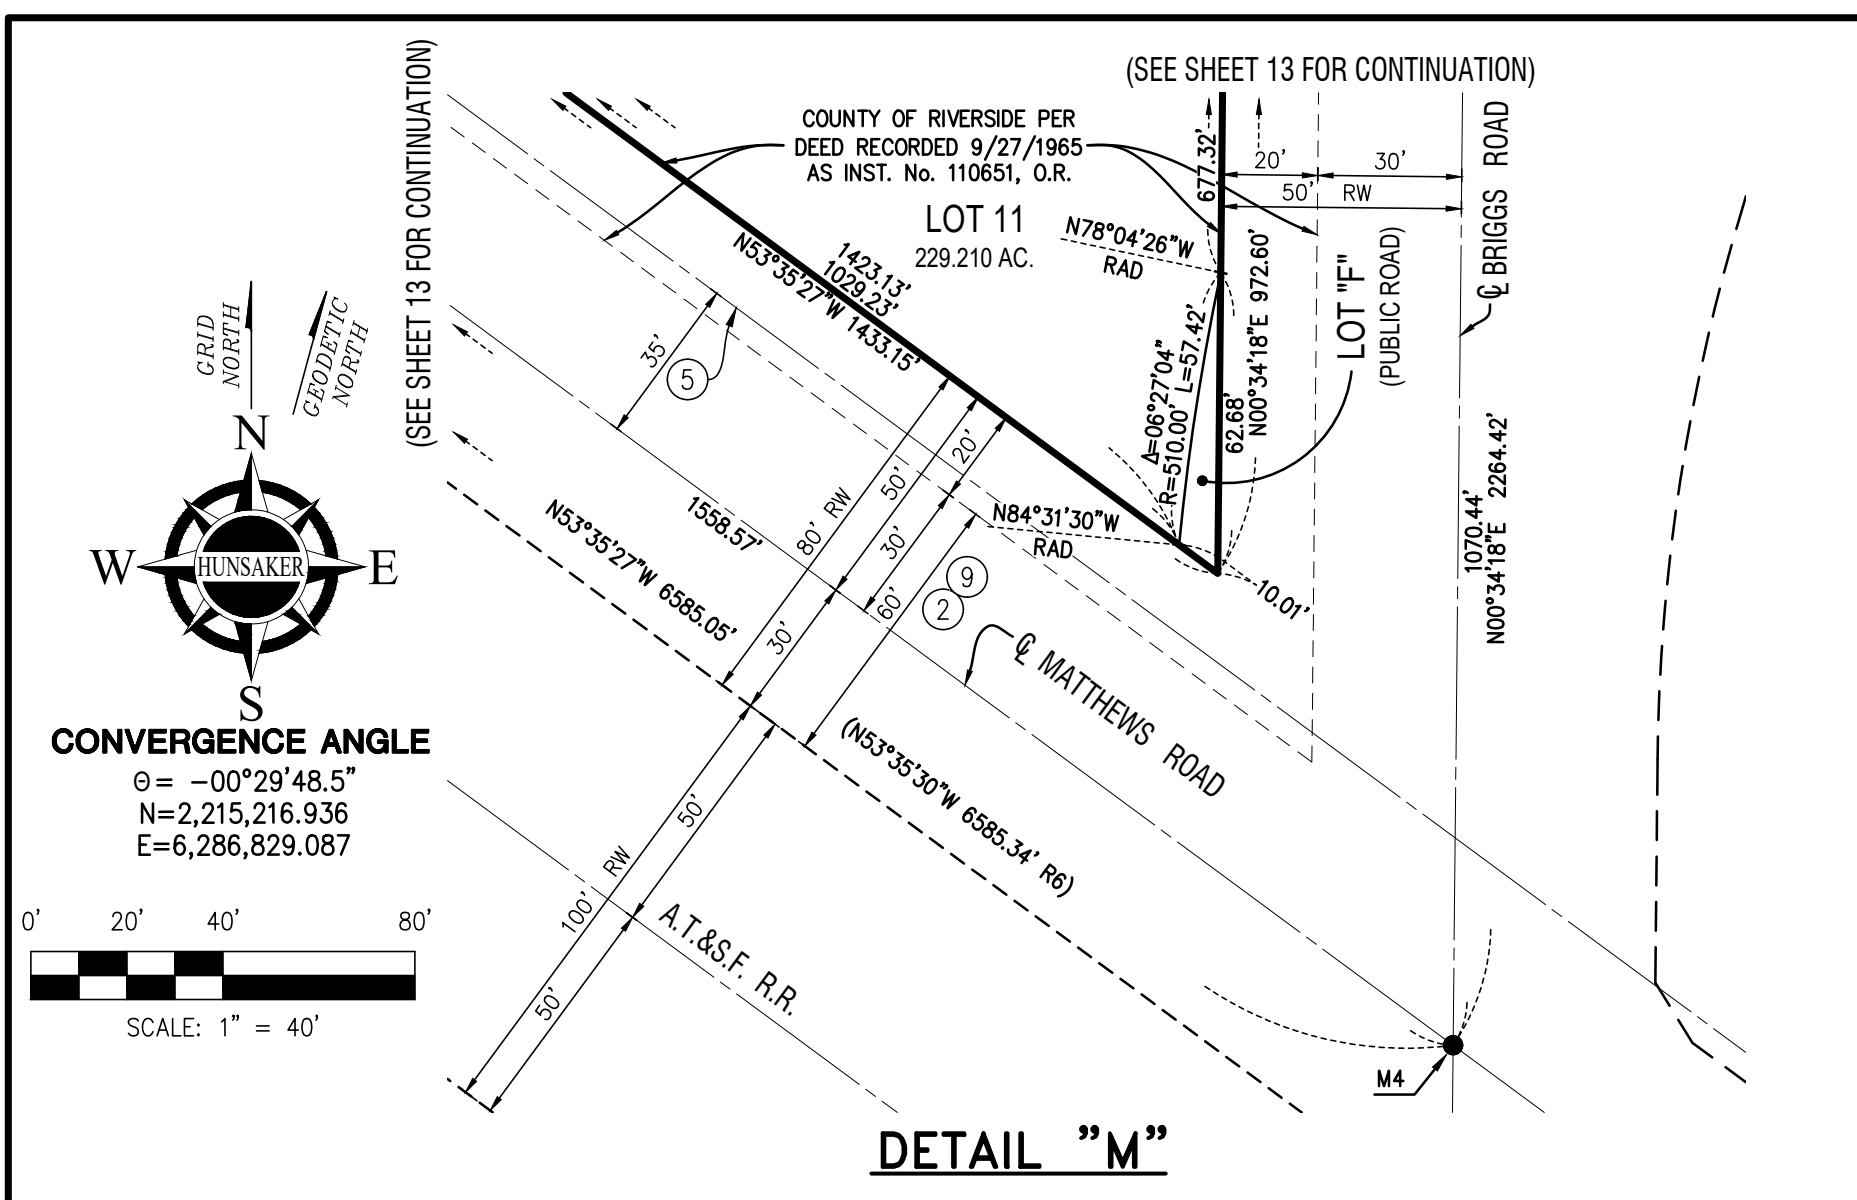 (SEE SHEET 13 FOR CONTINUATION)
(SEE SHEET 13 FOR CONTINUATION)
COUNTY OF RIVERSIDE PER
DEED RECORDED 9/27/1965
AS INST. No. 110651, O.R.
LOT 11
229.210 AC.
677.32'
20'
30'
50' RW
℄ BRIGGS ROAD
N78°04'26"W
RAD
1423.13'
1029.23'
N53°35'27"W 1433.15'
GRID
NORTH
GEODETIC
NORTH
35'
5
Δ=06°27'04"
R=510.00' L=57.42'
62.68'
N00°34'18"E 972.60'
LOT "F"
(PUBLIC ROAD)
1070.44'
N00°34'18"E 2264.42'
N
W
HUNSAKER
E
S
20'
50'
80' RW
30'
30'
60'
9
2
N84°31'30"W
RAD
10.01'
1558.57'
N53°35'27"W 6585.05'
℄ MATTHEWS ROAD
(N53°35'30"W 6585.34' R6)
CONVERGENCE ANGLE
Θ= -00°29'48.5"
N=2,215,216.936
E=6,286,829.087
50'
100' RW
50'
A.T.&S.F. R.R.
0' 20' 40' 80'
SCALE: 1" = 40'
M4
DETAIL "M"